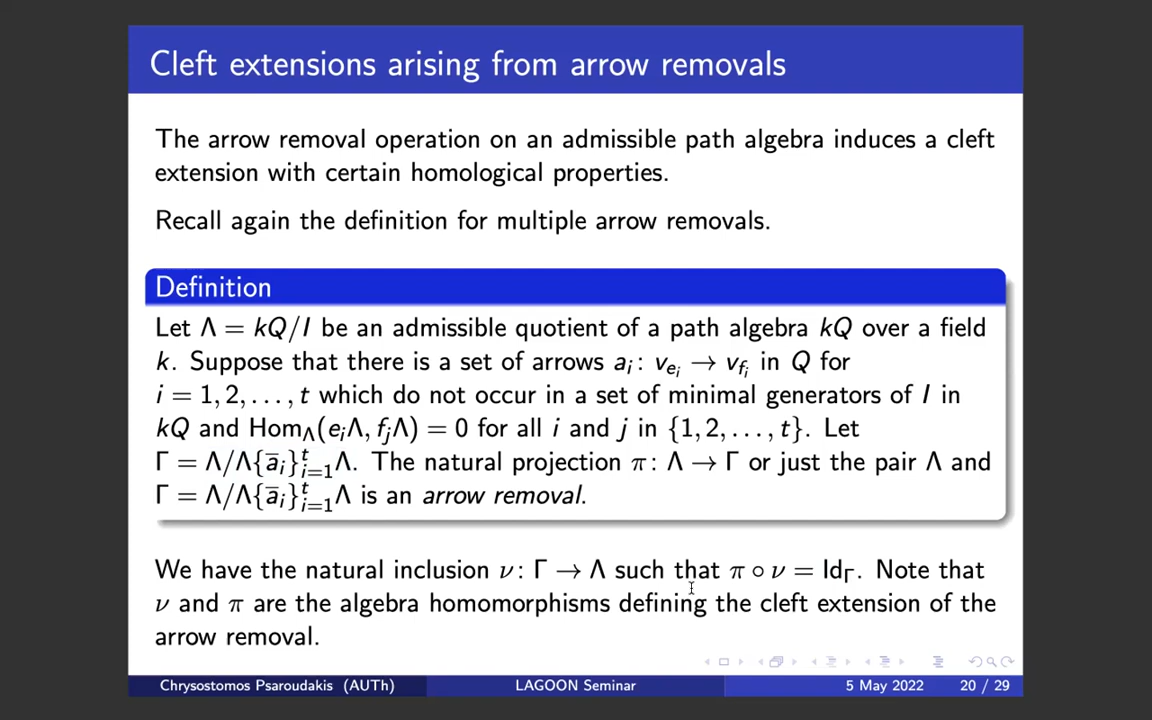 Cleft extensions arising from arrow removals
The arrow removal operation on an admissible path algebra induces a cleft
extension with certain homological properties.
Recall again the definition for multiple arrow removals.
Definition
Let Λ = kQ/I be an admissible quotient of a path algebra kQ over a field
k. Suppose that there is a set of arrows a_i : v_{e_i} → v_{f_i} in Q for
i = 1, 2, . . . , t which do not occur in a set of minimal generators of I in
kQ and Hom_Λ(e_iΛ, f_jΛ) = 0 for all i and j in {1, 2, . . . , t}. Let
Γ = Λ/Λ{a̅_i}_{i=1}^tΛ. The natural projection π : Λ → Γ or just the pair Λ and
Γ = Λ/Λ{a̅_i}_{i=1}^tΛ is an arrow removal.
We have the natural inclusion ν : Γ → Λ such that π ∘ ν = Id_Γ. Note that
ν and π are the algebra homomorphisms defining the cleft extension of the
arrow removal.
Chrysostomos Psaroudakis (AUTh) LAGOON Seminar 5 May 2022 20 / 29